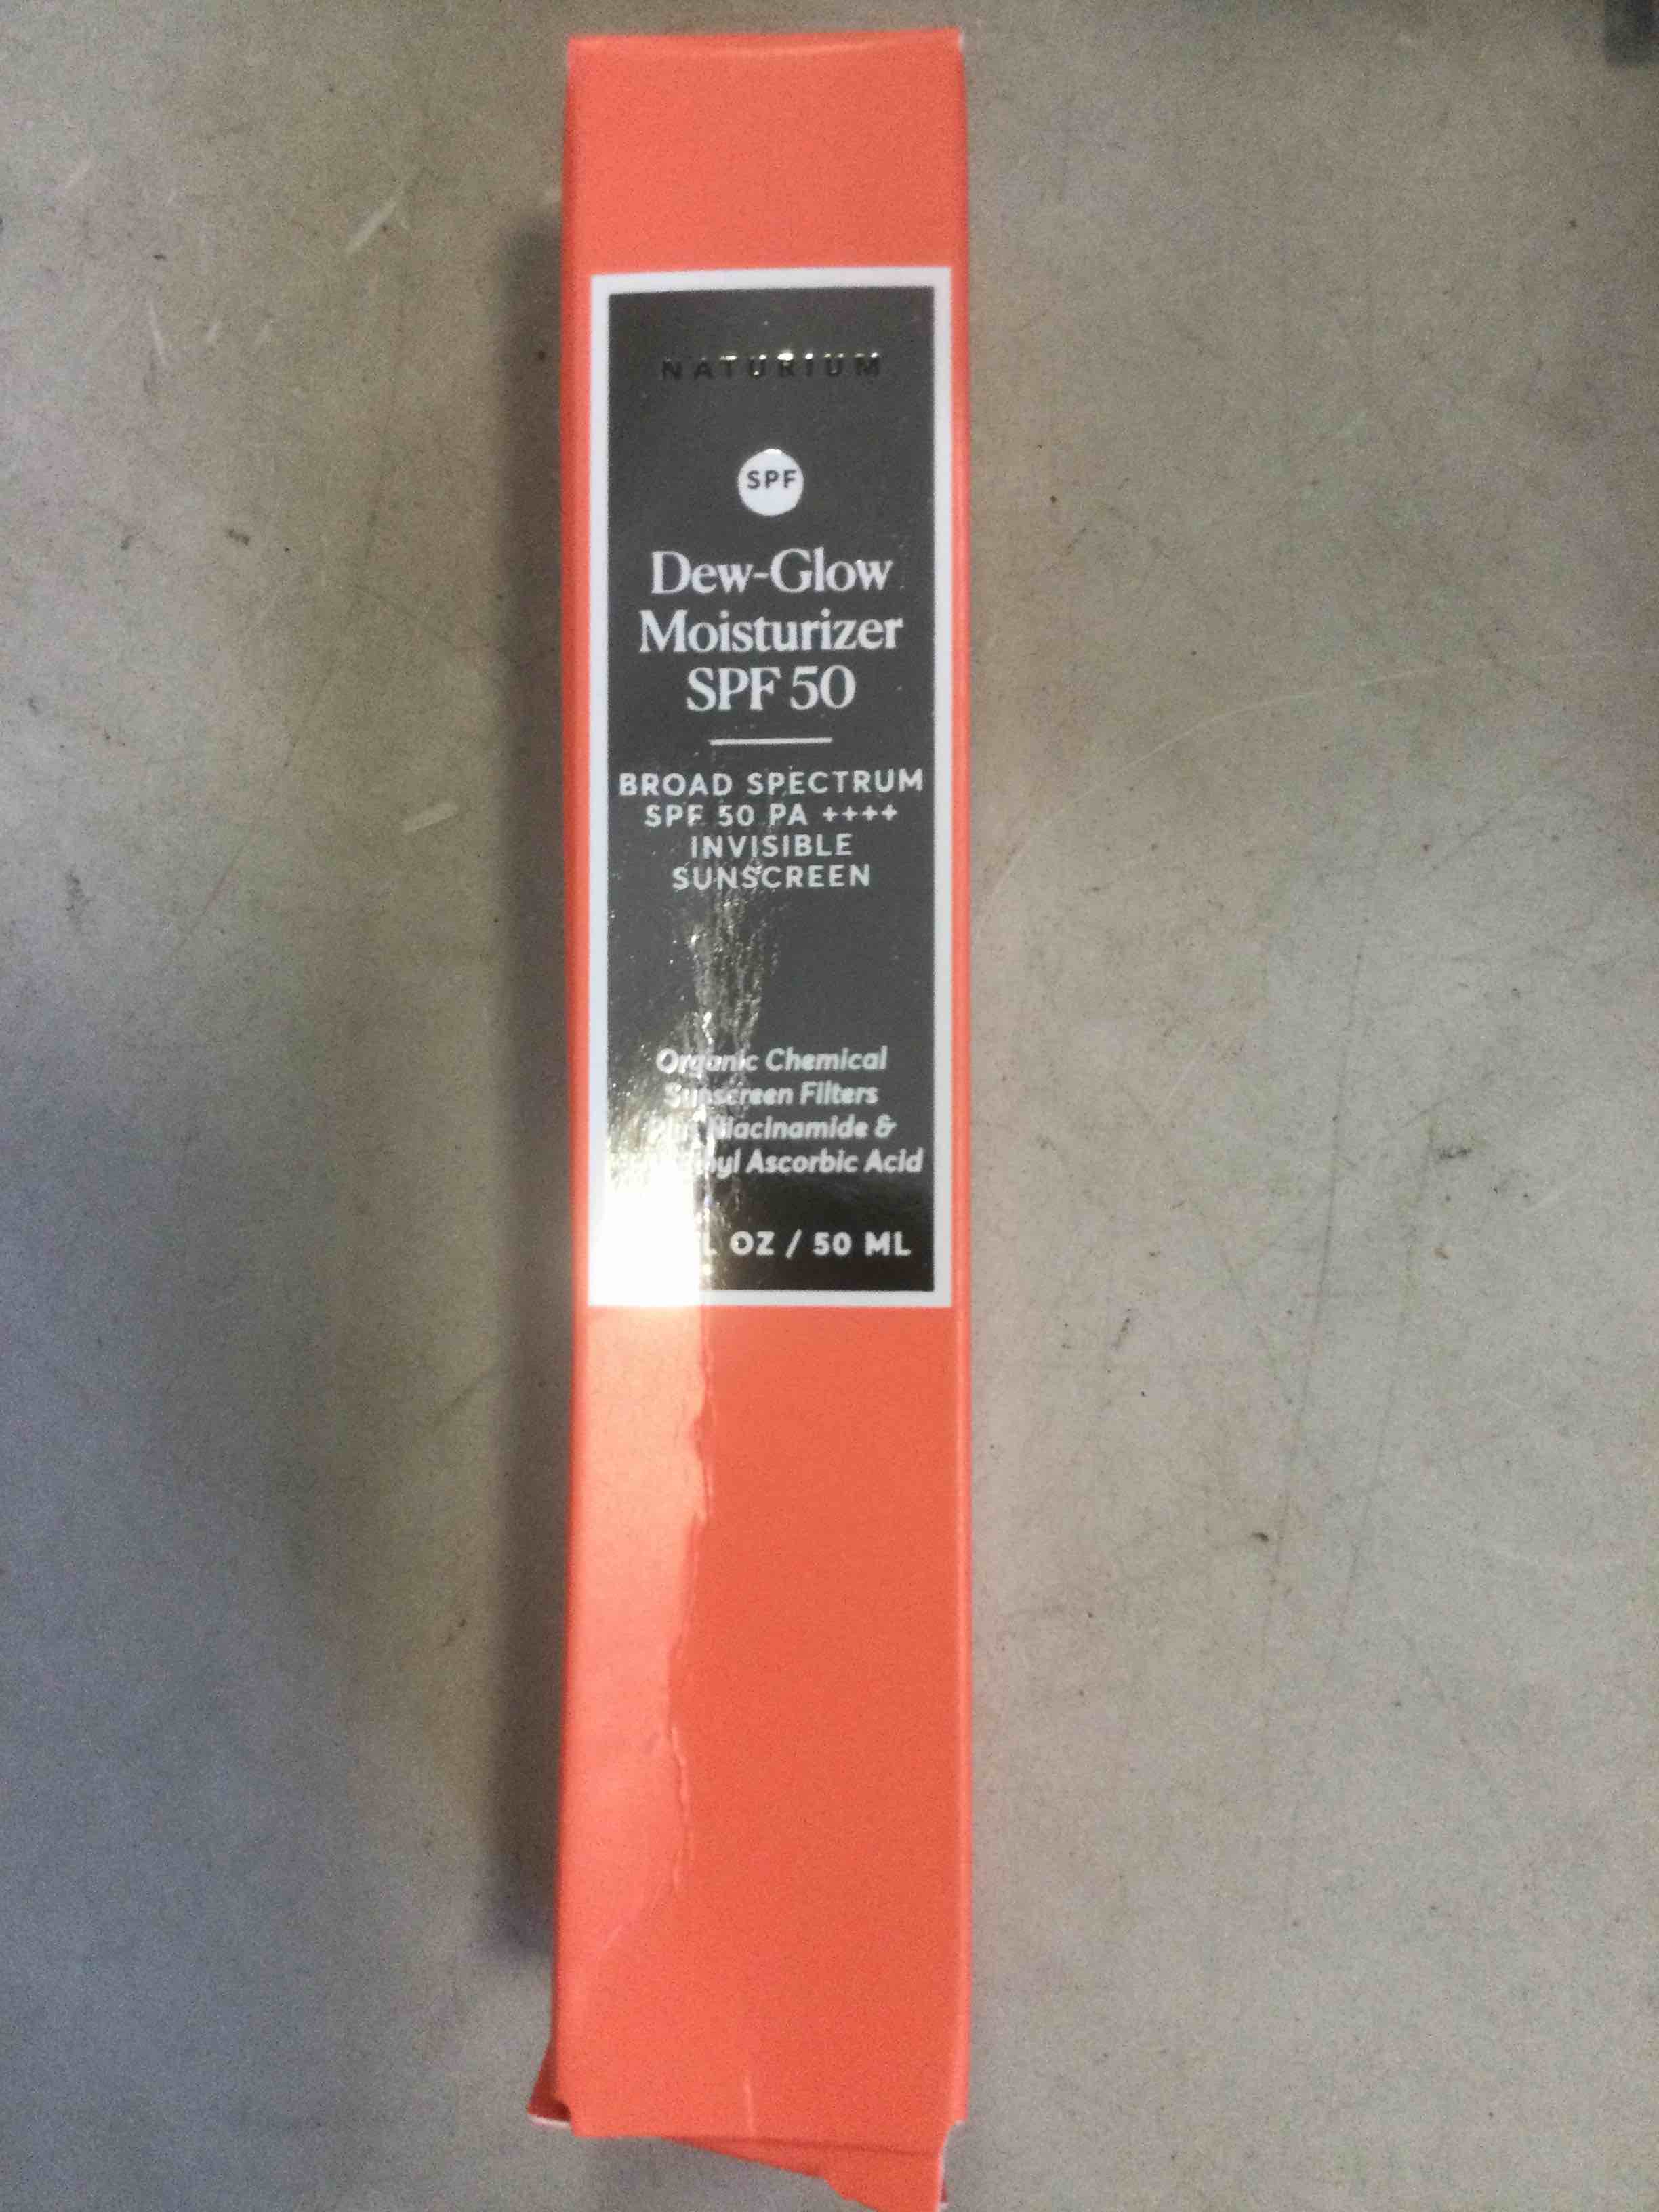 NATURIUM
SPF
Dew-Glow
Moisturizer
SPF 50
BROAD SPECTRUM
SPF 50 PA ++++
INVISIBLE
SUNSCREEN
Organic Chemical
Sunscreen Filters
Niacinamide &
Ascorbic Acid
OZ / 50 ML